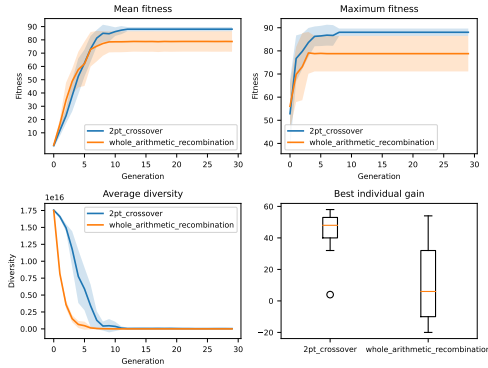 Mean fitness
Fitness
90
80
70
60
50
40
30
20
10
2pt_crossover
whole_arithmetic_recombination
0 5 10 15 20 25 30
Generation
Maximum fitness
Fitness
90
80
70
60
50
40
2pt_crossover
whole_arithmetic_recombination
0 5 10 15 20 25 30
Generation
Average diversity
1e16
Diversity
1.75
1.50
1.25
1.00
0.75
0.50
0.25
0.00
2pt_crossover
whole_arithmetic_recombination
0 5 10 15 20 25 30
Generation
Best individual gain
60
40
20
0
−20
2pt_crossover
whole_arithmetic_recombination